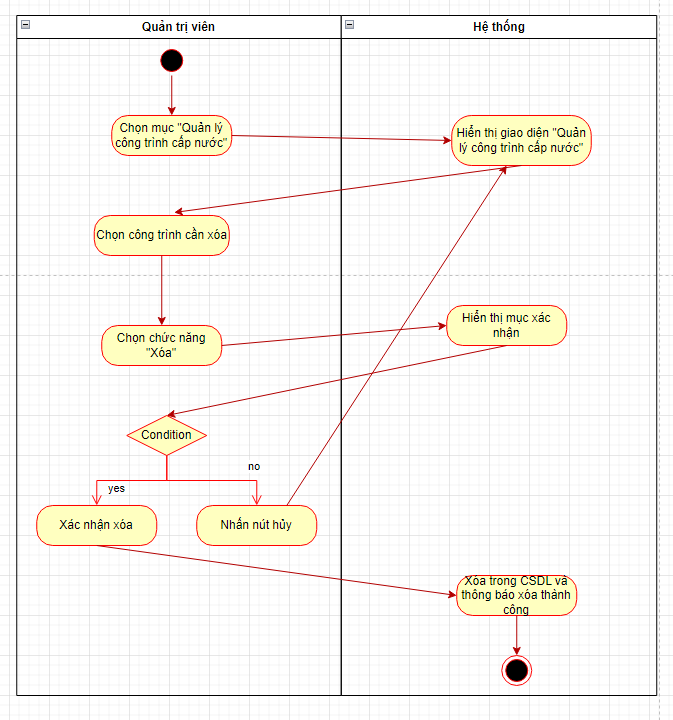 Quản trị viên
Hệ thống
Chọn mục "Quản lý
công trình cấp nước"
Hiển thị giao diện "Quản
lý công trình cấp nước"
Chọn công trình cần xóa
Chọn chức năng
"Xóa"
Hiển thị mục xác
nhận
Condition
yes
no
Xác nhận xóa
Nhấn nút hủy
Xóa trong CSDL và
thông báo xóa thành
công